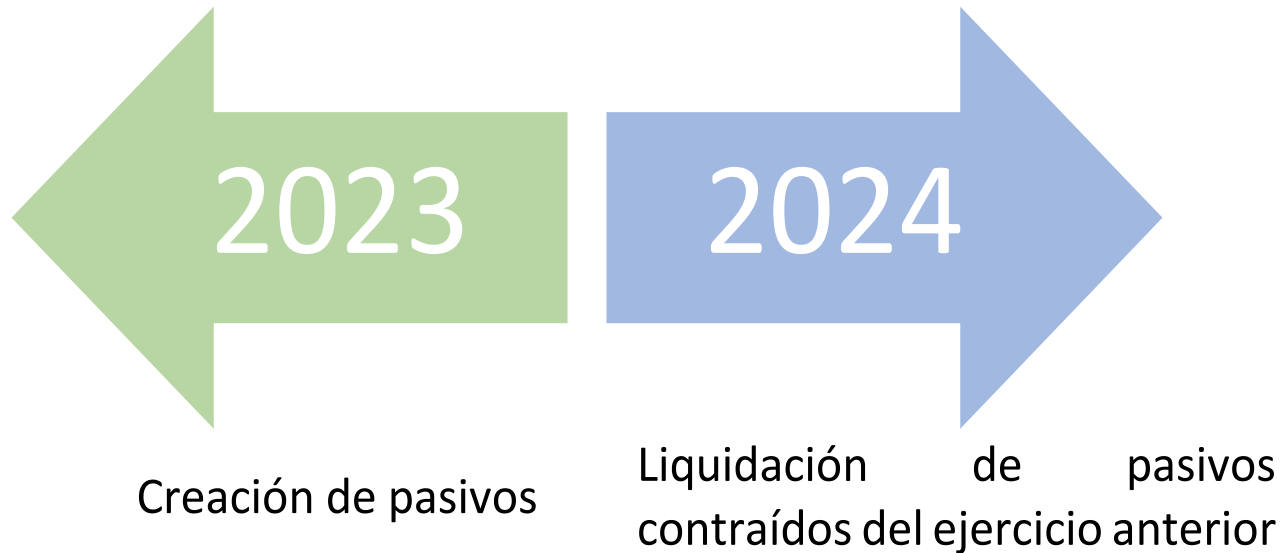 2023
2024
Creación de pasivos
Liquidación de pasivos
contraídos del ejercicio anterior